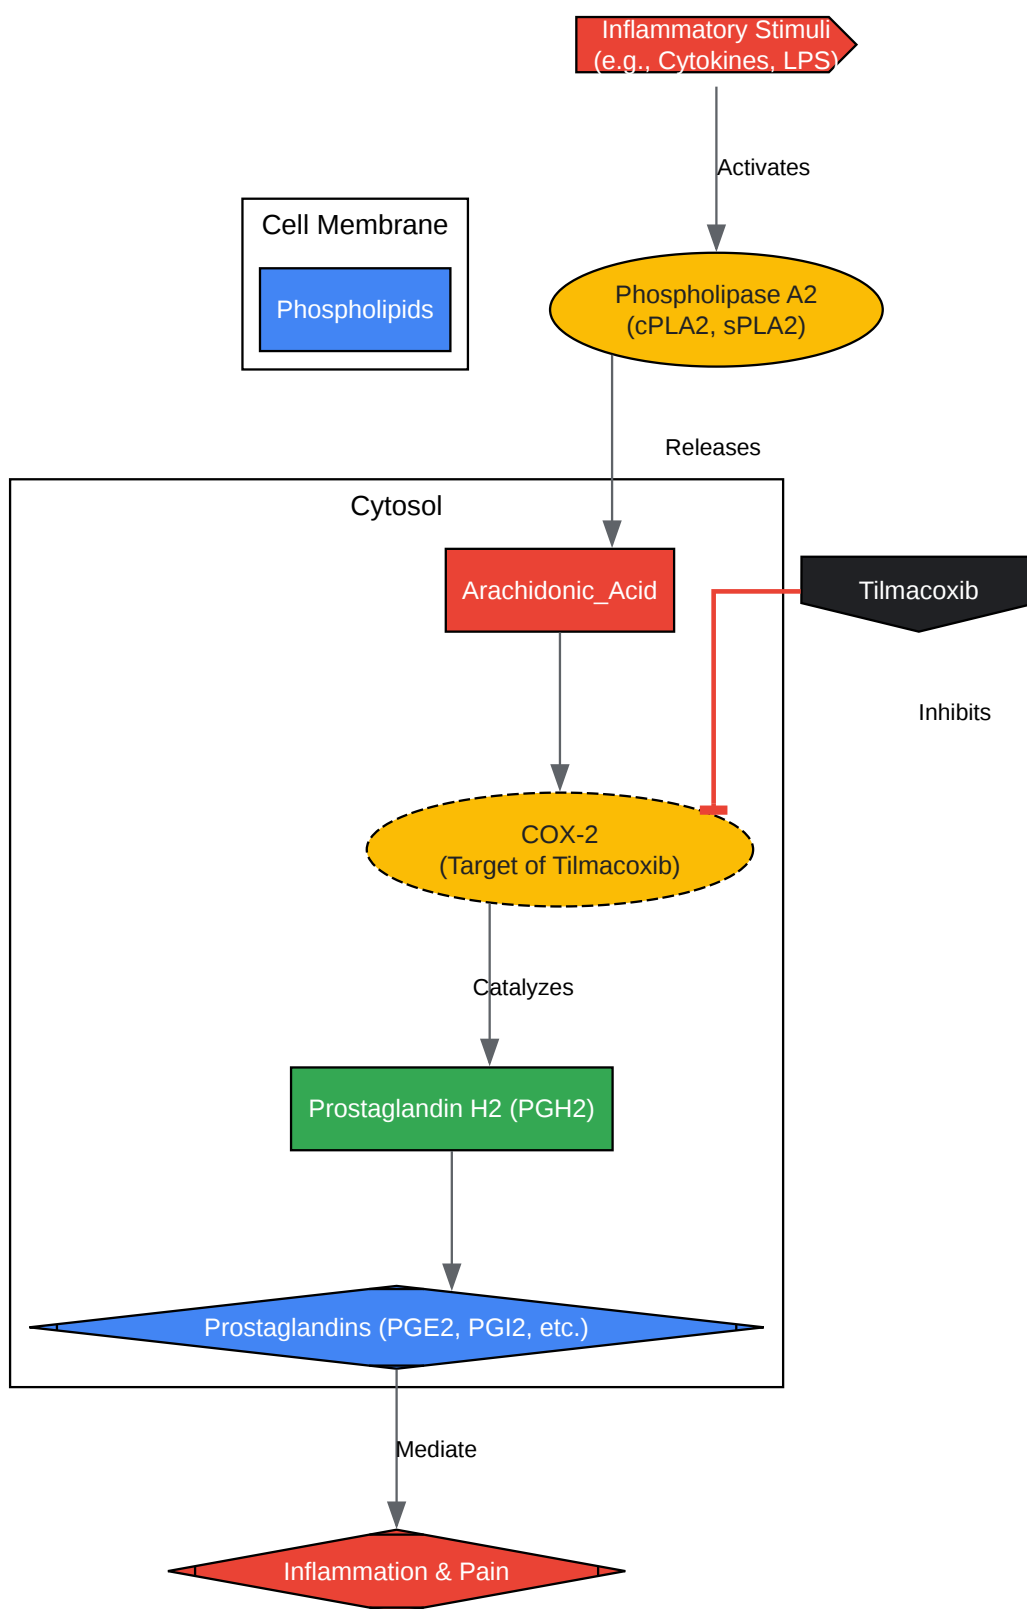 Inflammatory Stimuli
(e.g., Cytokines, LPS)
Activates
Cell Membrane
Phospholipids
Phospholipase A2
(cPLA2, sPLA2)
Releases
Cytosol
Arachidonic_Acid
Tilmacoxib
Inhibits
COX-2
(Target of Tilmacoxib)
Catalyzes
Prostaglandin H2 (PGH2)
Prostaglandins (PGE2, PGI2, etc.)
Mediate
Inflammation & Pain